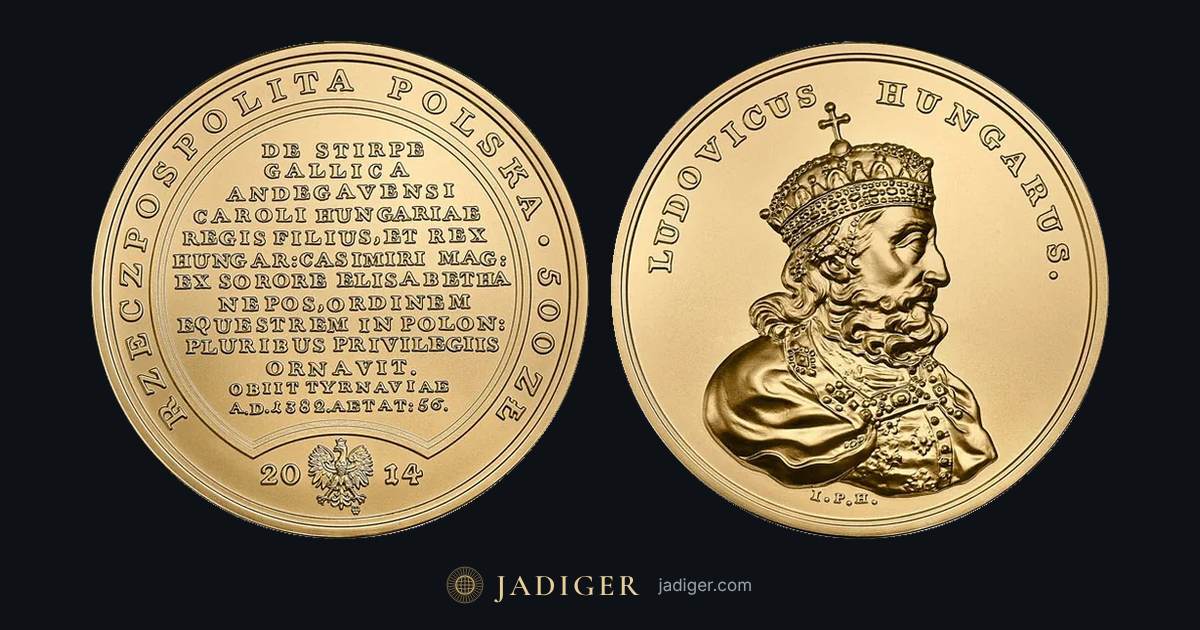 RZECZPOSPOLITA POLSKA · 500 ZŁ
DE STIRPE
GALLICA
ANDEGAVENSI
CAROLI HUNGARIAE
REGIS FILIUS, ET REX
HUNGAR: CASIMIRI MAG:
EX SORORE ELISABETHA
NEPOS, ORDINEM
EQUESTREM IN POLON:
PLURIBUS PRIVILEGIIS
ORNAVIT.
OBIIT TYRNAVIAE
A.D.1382.AETAT: 56.
20 14
LUDOVICUS HUNGARUS.
I.P.H.
JADIGER jadiger.com